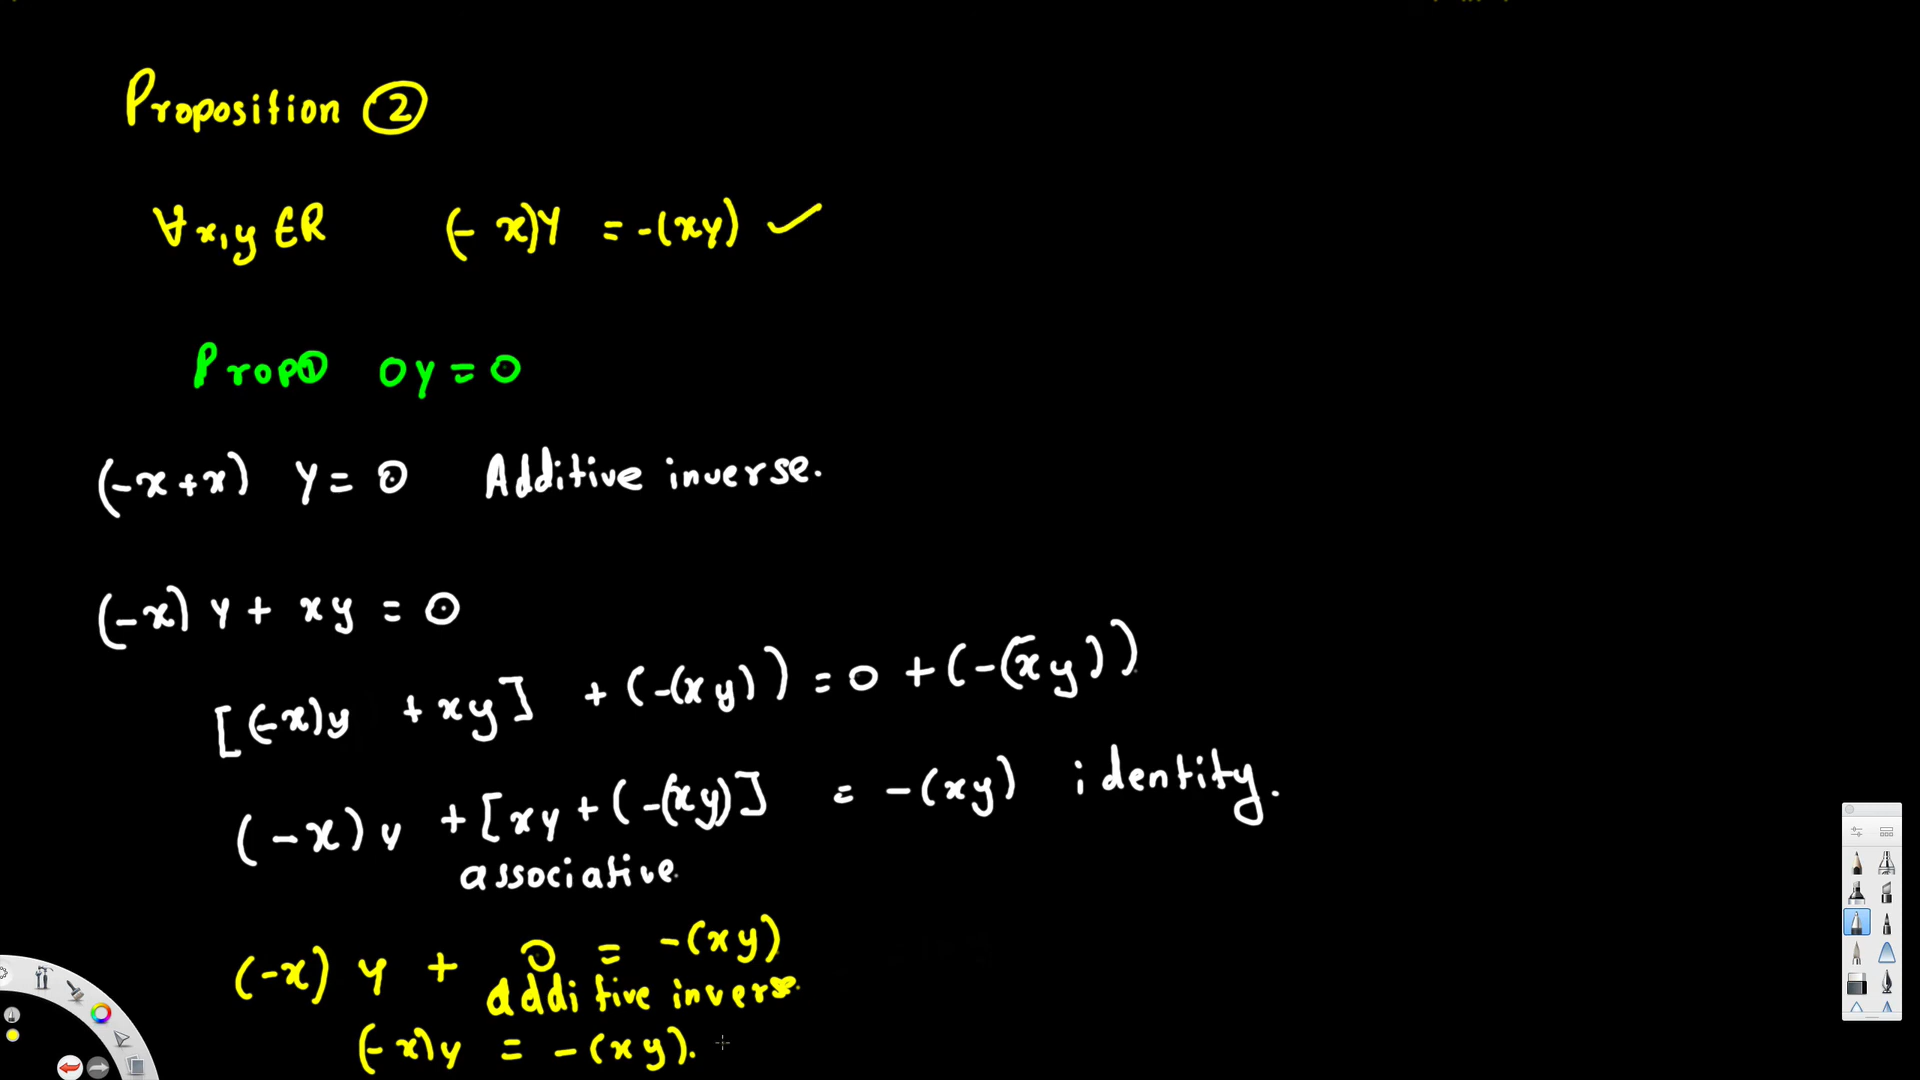 Proposition ②
∀x,y ∈ R (-x)y = -(xy) ✓
Prop① 0y = 0
(-x+x) y = 0 Additive inverse.
(-x) y + xy = 0
[(-x)y + xy] + (-(xy)) = 0 + (-(xy))
(-x) y + [xy + (-(xy)] = -(xy) identity.
associative.
(-x) y + 0 = -(xy)
additive inverse.
(-x)y = -(xy).